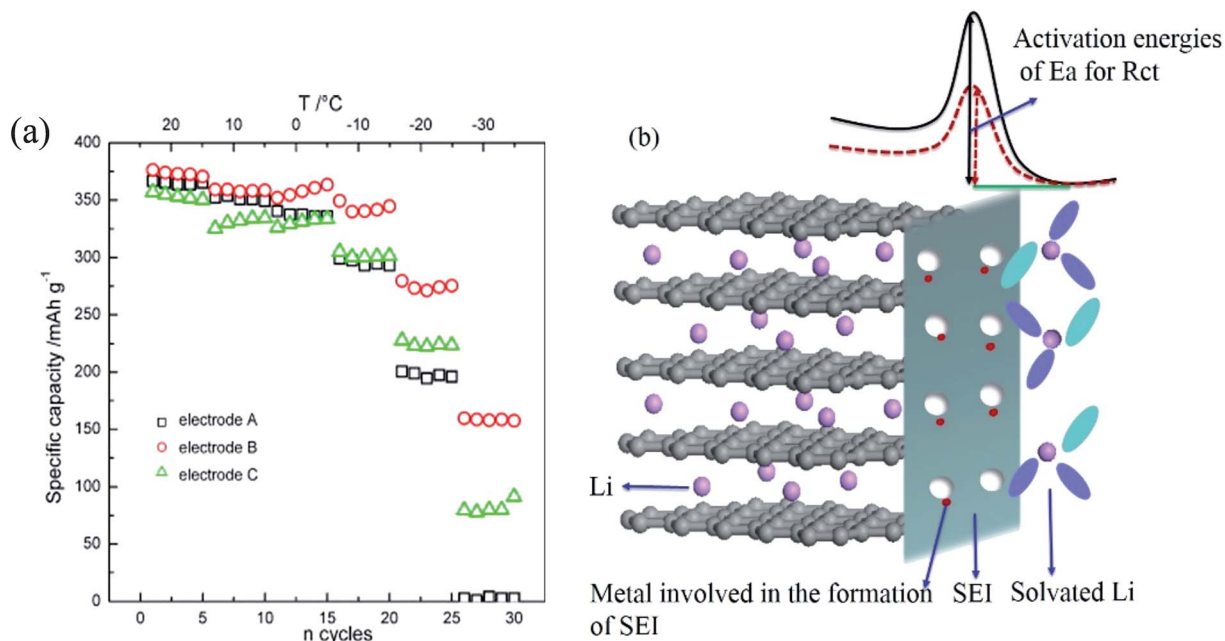 (a)
T /°C
20 10 0 -10 -20 -30
400
350
300
250
200
150
100
50
0
Specific capacity /mAh g⁻¹
electrode A
electrode B
electrode C
0 5 10 15 20 25 30
n cycles
(b)
Activation energies
of Ea for Rct
Li
Metal involved in the formation
of SEI
SEI
Solvated Li